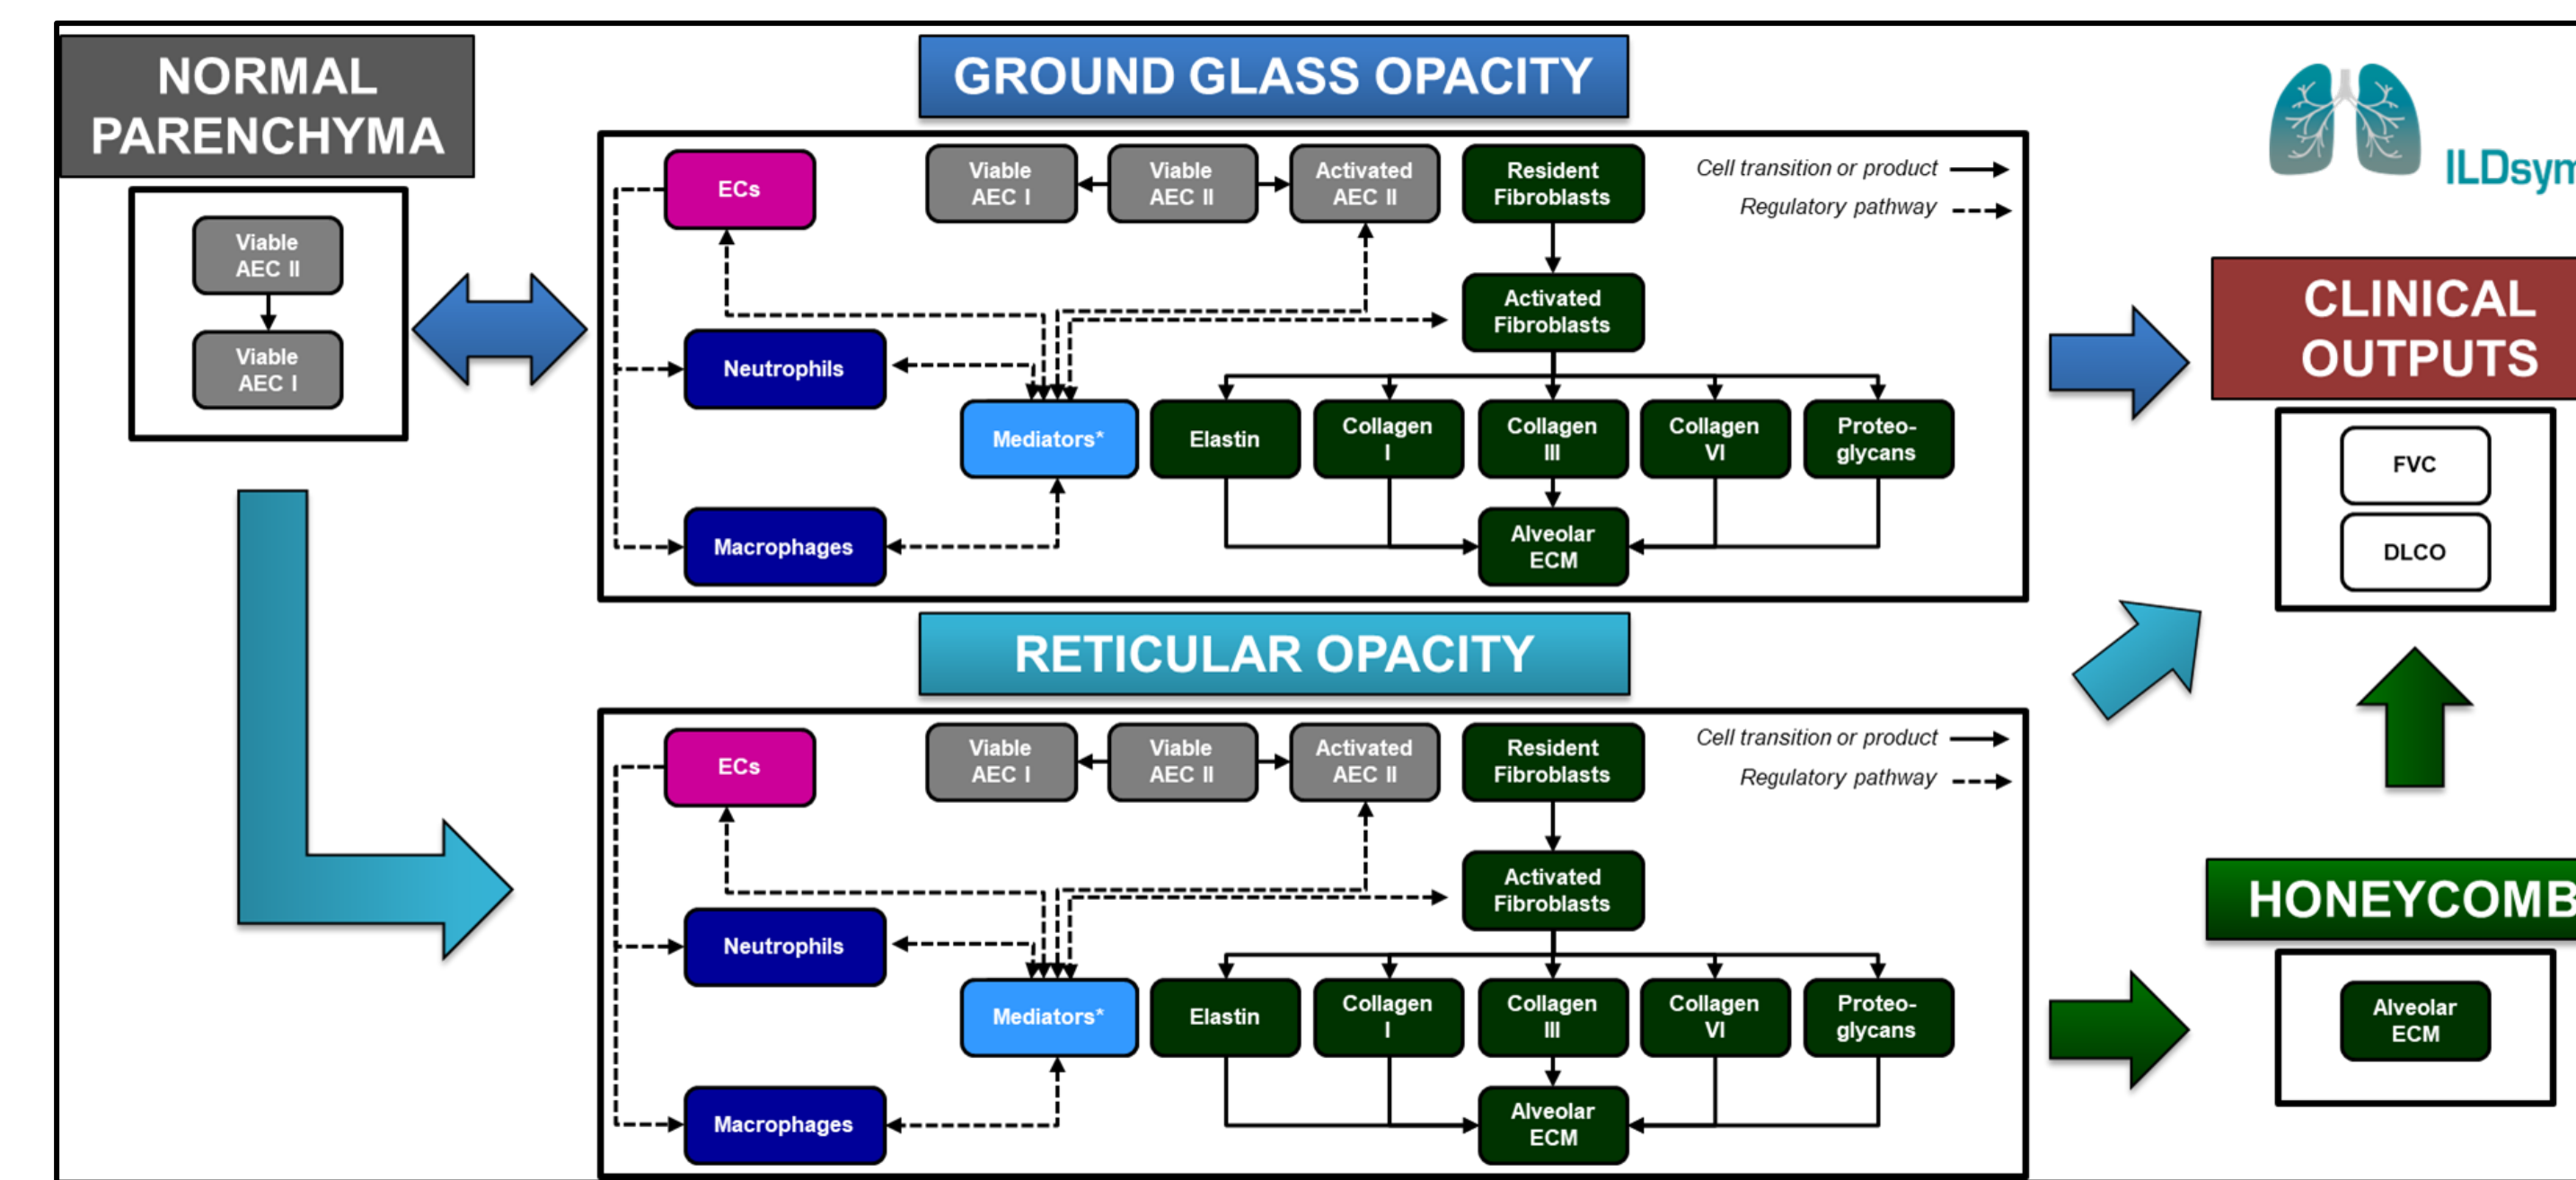 NORMAL
PARENCHYMA
Viable
AEC II
Viable
AEC I
GROUND GLASS OPACITY
ECs
Viable
AEC I
Viable
AEC II
Activated
AEC II
Resident
Fibroblasts
Cell transition or product
Regulatory pathway
Activated
Fibroblasts
Neutrophils
Mediators*
Elastin
Collagen
I
Collagen
III
Collagen
VI
Proteo-
glycans
Macrophages
Alveolar
ECM
RETICULAR OPACITY
ECs
Viable
AEC I
Viable
AEC II
Activated
AEC II
Resident
Fibroblasts
Cell transition or product
Regulatory pathway
Activated
Fibroblasts
Neutrophils
Mediators*
Elastin
Collagen
I
Collagen
III
Collagen
VI
Proteo-
glycans
Macrophages
Alveolar
ECM
ILDsym
CLINICAL
OUTPUTS
FVC
DLCO
HONEYCOMB
Alveolar
ECM